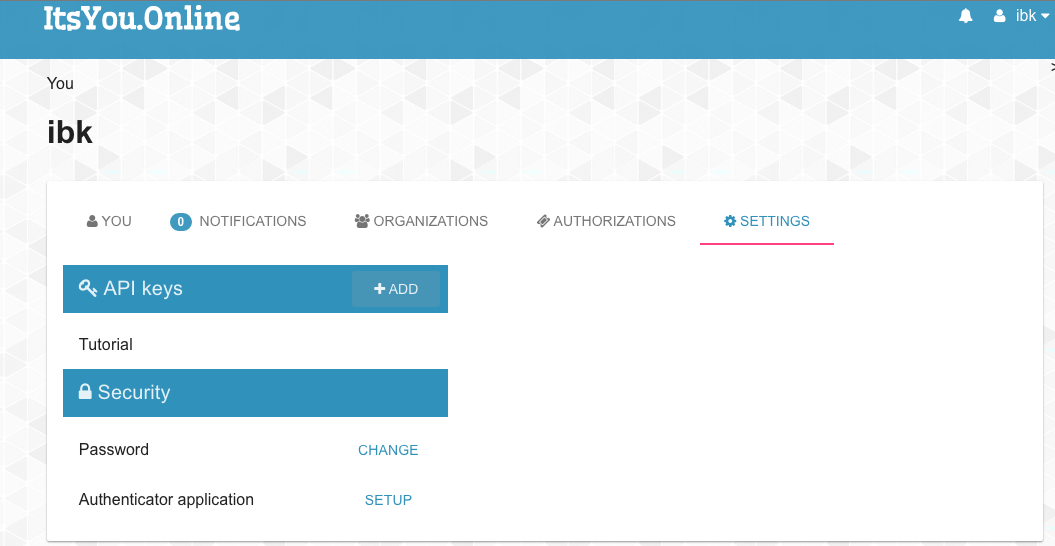 ItsYou.Online
ibk
>
You
ibk
YOU
0 NOTIFICATIONS
ORGANIZATIONS
AUTHORIZATIONS
SETTINGS
API keys
+ ADD
Tutorial
Security
Password
CHANGE
Authenticator application
SETUP